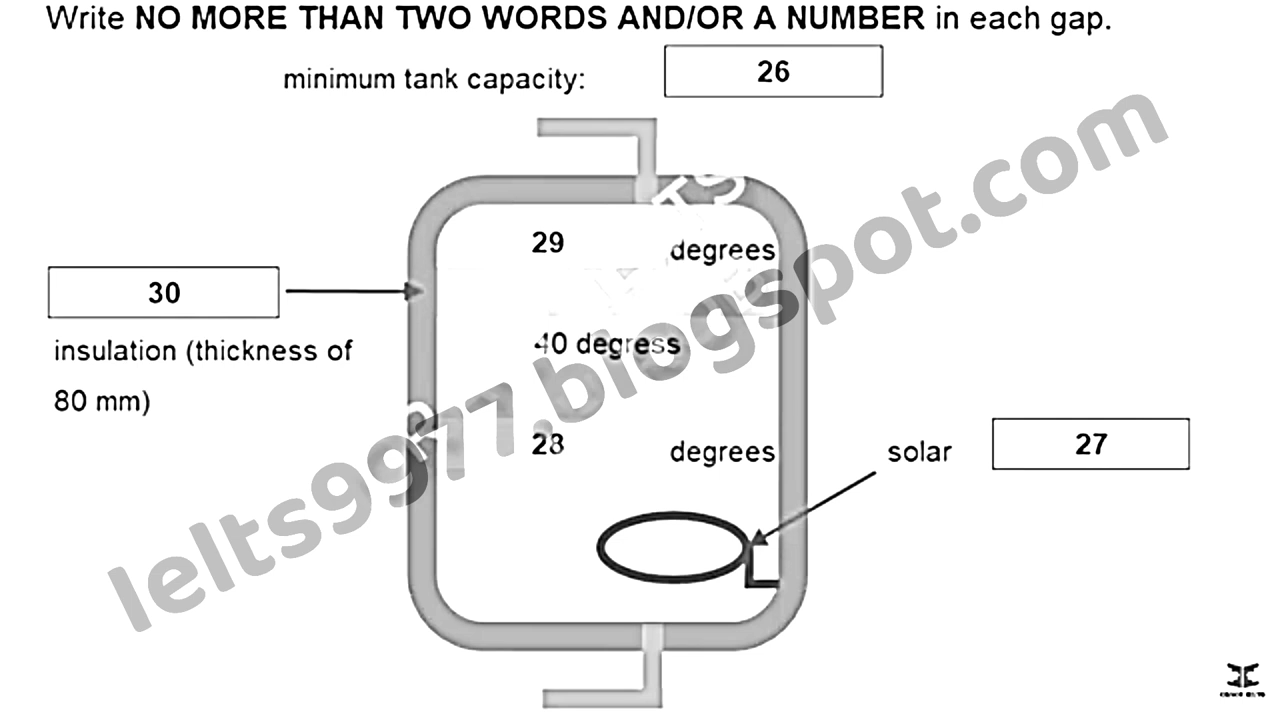 Write NO MORE THAN TWO WORDS AND/OR A NUMBER in each gap.
minimum tank capacity: 26
29 degrees
30
40 degress
insulation (thickness of
80 mm)
28 degrees
solar 27
Ielts9977.blogspot.com